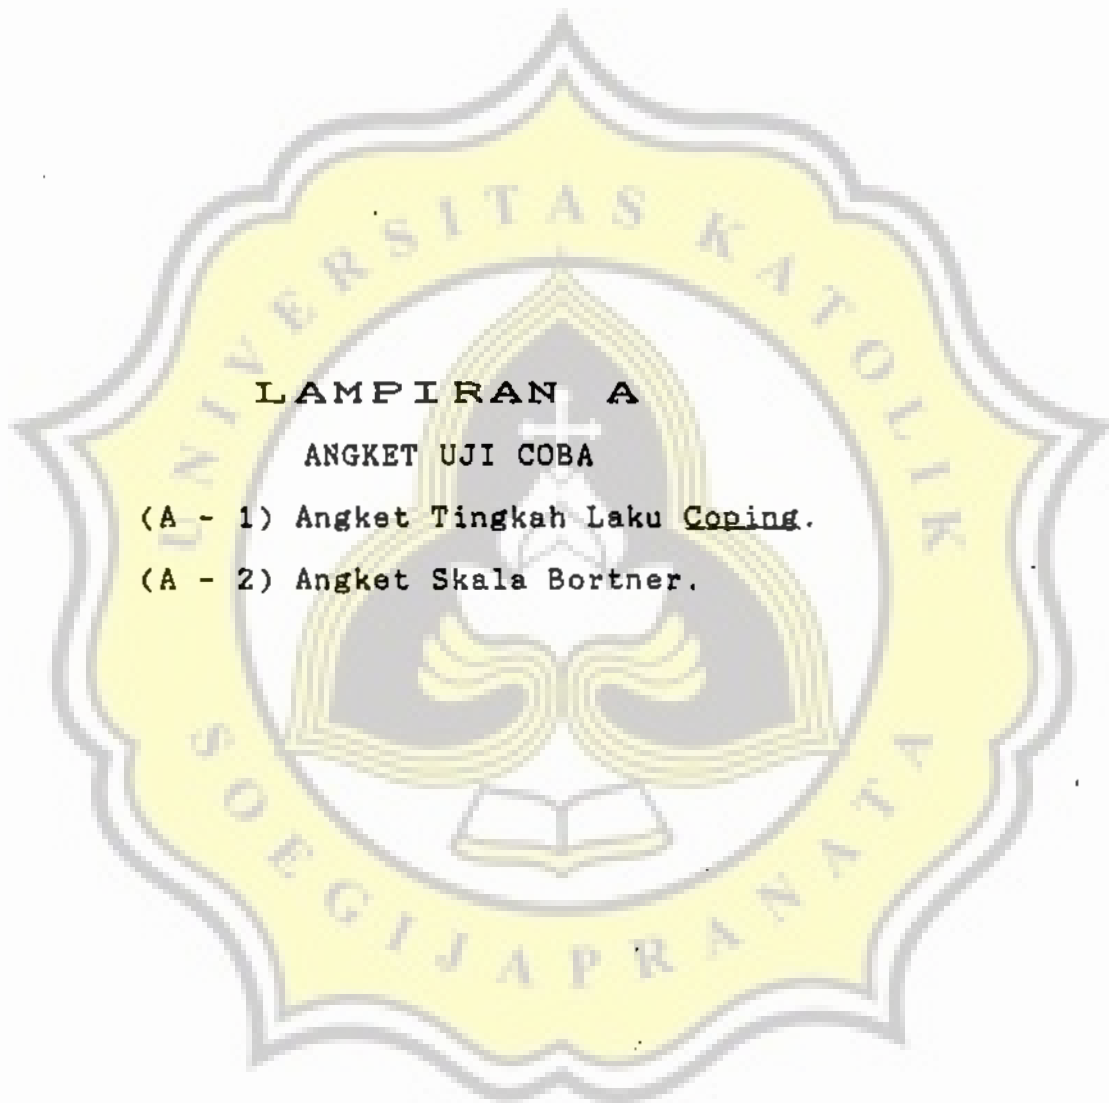 UNIVERSITAS KATOLIK
LAMPIRAN A
ANGKET UJI COBA
(A - 1) Angket Tingkah Laku Coping.
(A - 2) Angket Skala Bortner.
SOEGIJAPRANATA